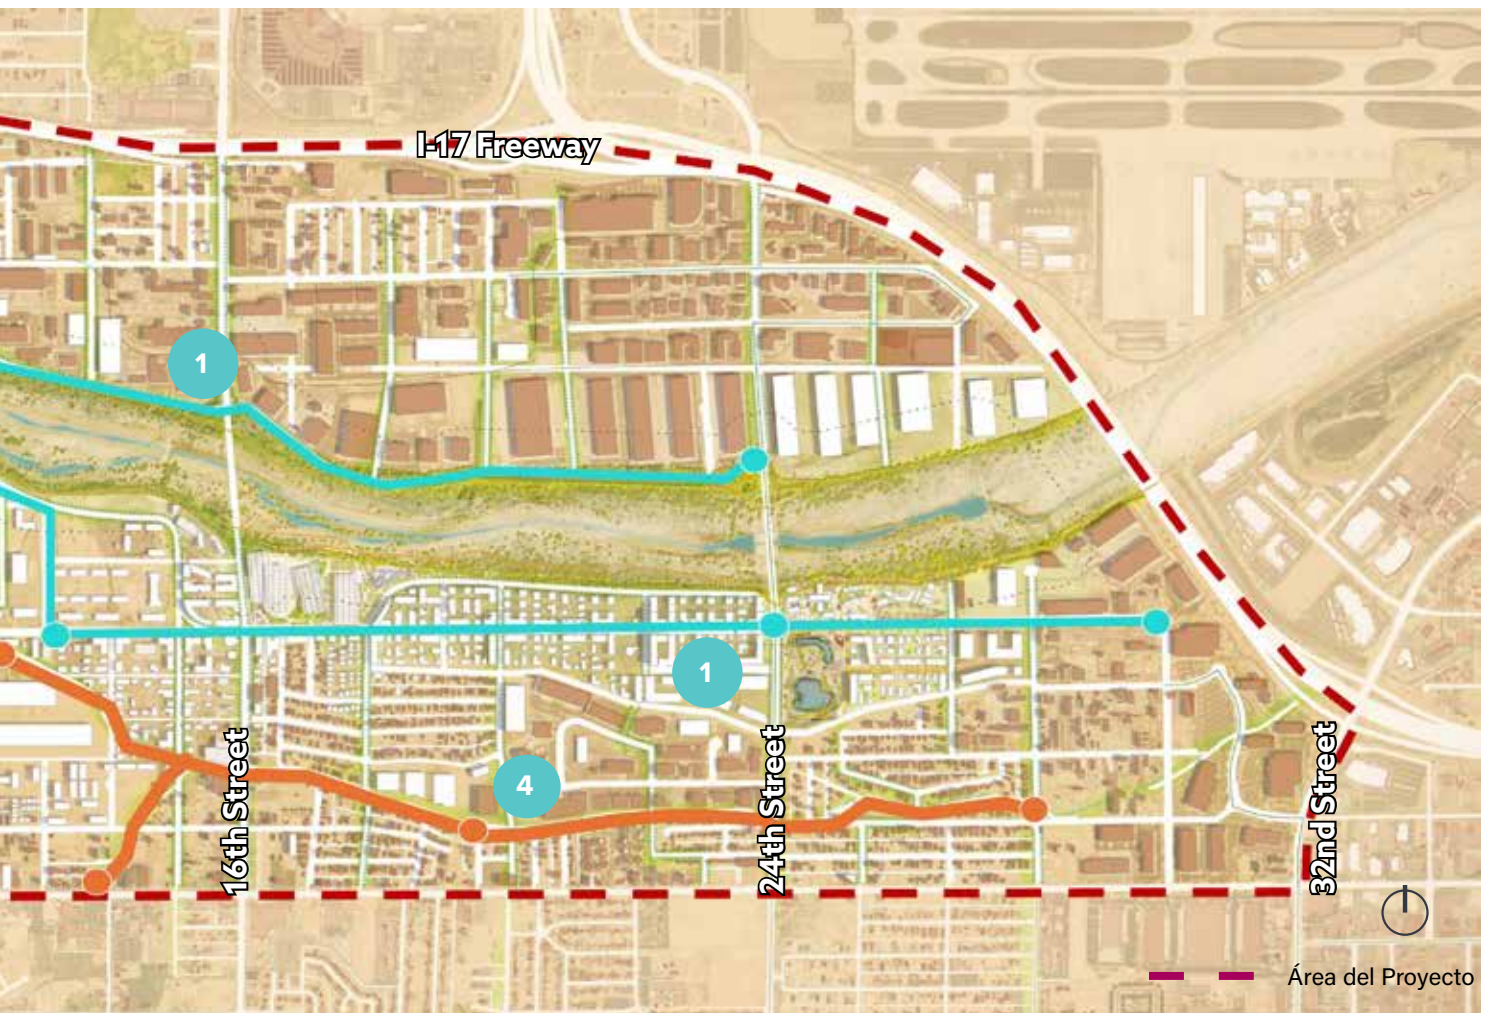 I-17 Freeway
1
1
4
16th Street
24th Street
32nd Street
Área del Proyecto